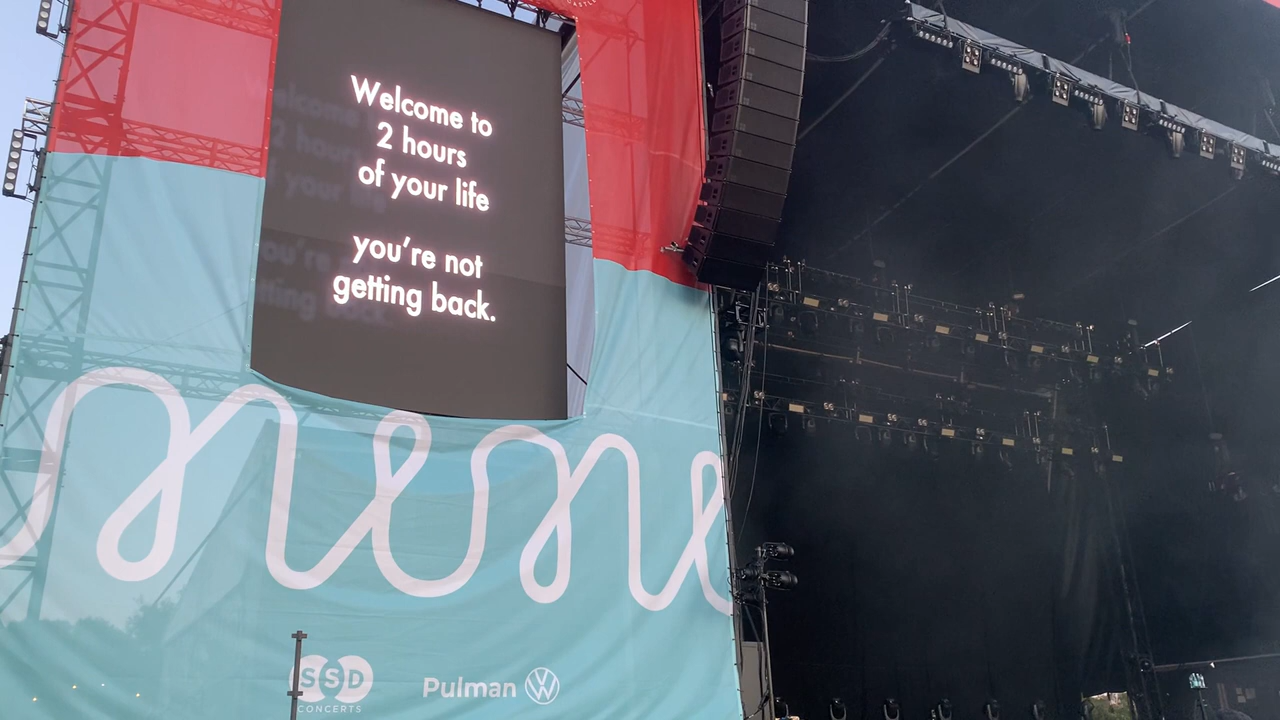 Welcome to
2 hours
of your life
you're not
getting back.
SSD
CONCERTS
Pulman